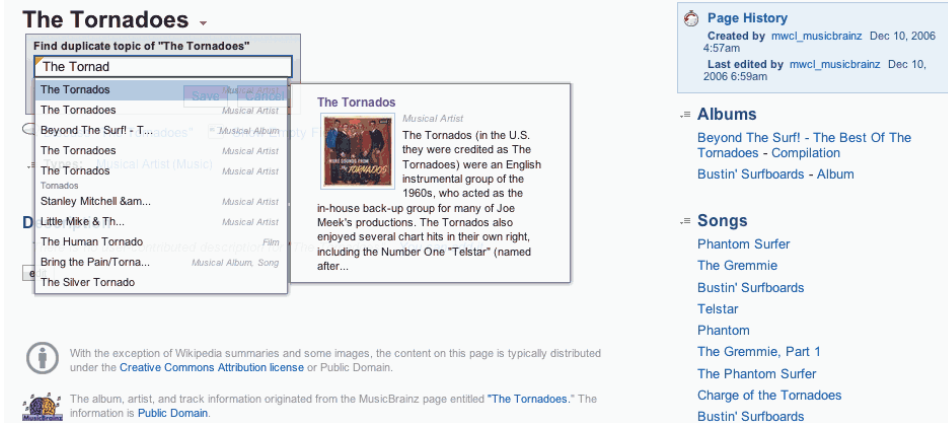 The Tornadoes
Find duplicate topic of "The Tornadoes"
The Tornad
The Tornados Musical Artist
The Tornadoes Musical Artist
Beyond The Surf! - T... Musical Album
The Tornadoes Musical Artist
The Tornados Musical Artist
Tornados
Stanley Mitchell &am... Musical Artist
Little Mike & Th... Musical Artist
The Human Tornado Film
Bring the Pain/Torna... Musical Album, Song
The Silver Tornado
Save Cancel
Types: Musical Artist (Music)
The Tornados
Musical Artist
The Tornados (in the U.S.
they were credited as The
Tornadoes) were an English
instrumental group of the
1960s, who acted as the
in-house back-up group for many of Joe
Meek's productions. The Tornados also
enjoyed several chart hits in their own right,
including the Number One "Telstar" (named
after...
With the exception of Wikipedia summaries and some images, the content on this page is typically distributed
under the Creative Commons Attribution license or Public Domain.
The album, artist, and track information originated from the MusicBrainz page entitled "The Tornadoes." The
information is Public Domain.
MusicBrainz
Page History
Created by mwcl_musicbrainz Dec 10, 2006
4:57am
Last edited by mwcl_musicbrainz Dec 10,
2006 6:59am
Albums
Beyond The Surf! - The Best Of The
Tornadoes - Compilation
Bustin' Surfboards - Album
Songs
Phantom Surfer
The Gremmie
Bustin' Surfboards
Telstar
Phantom
The Gremmie, Part 1
The Phantom Surfer
Charge of the Tornadoes
Bustin' Surfboards